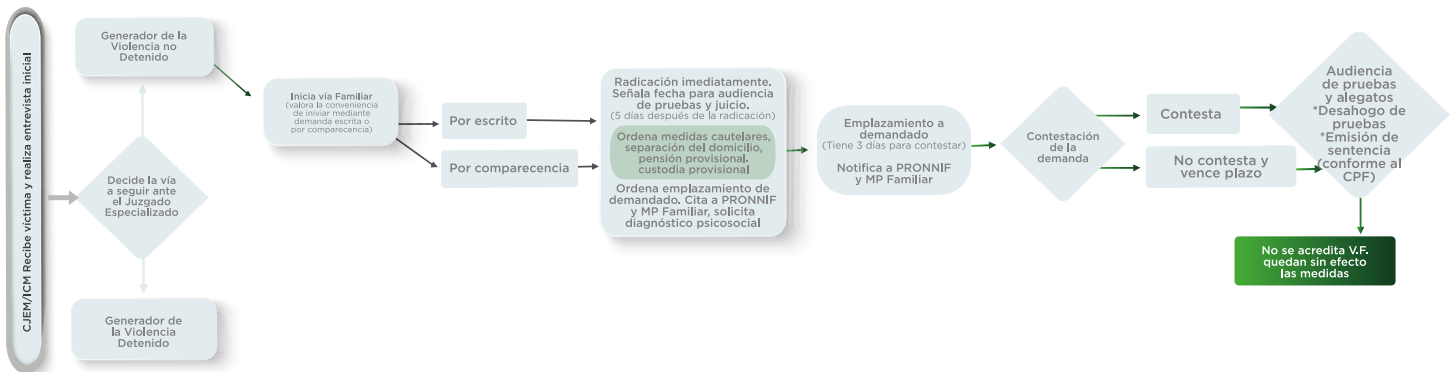 CJEM/ICM Recibe víctima y realiza entrevista inicial
Generador de la
Violencia no
Detenido
Decide la vía
a seguir ante
el Juzgado
Especializado
Generador de
la Violencia
Detenido
Inicia vía Familiar
(valora la conveniencia
de iniviar mediante
demanda escrita o
por comparecencia)
Por escrito
Por comparecencia
Radicación imediatamente.
Señala fecha para audiencia
de pruebas y juicio.
(5 días después de la radicación)
Ordena medidas cautelares,
separación del domicilio,
pensión provisional.
custodia provisional
Ordena emplazamiento de
demandado. Cita a PRONNIF
y MP Familiar, solicita
diagnóstico psicosocial
Emplazamiento a
demandado
(Tiene 3 días para contestar)
Notifica a PRONNIF
y MP Familiar
Contestación
de la
demanda
Contesta
No contesta y
vence plazo
Audiencia
de pruebas
y alegatos
*Desahogo de
pruebas
*Emisión de
sentencia
(conforme al
CPF)
No se acredita V.F.
quedan sin efecto
las medidas